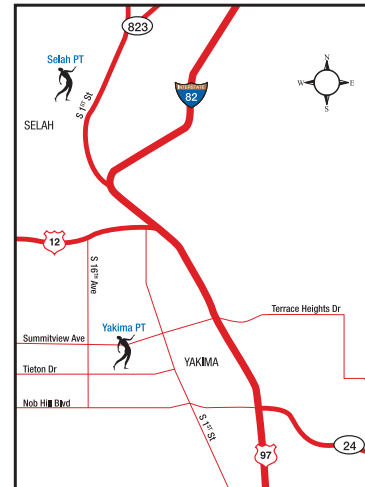 823
Selah PT
S 1ST St
SELAH
INTERSTATE
82
N
W
E
S
12
S 16TH Ave
Terrace Heights Dr
Yakima PT
Summitview Ave
YAKIMA
Tieton Dr
Nob Hill Blvd
S 1ST St
24
97